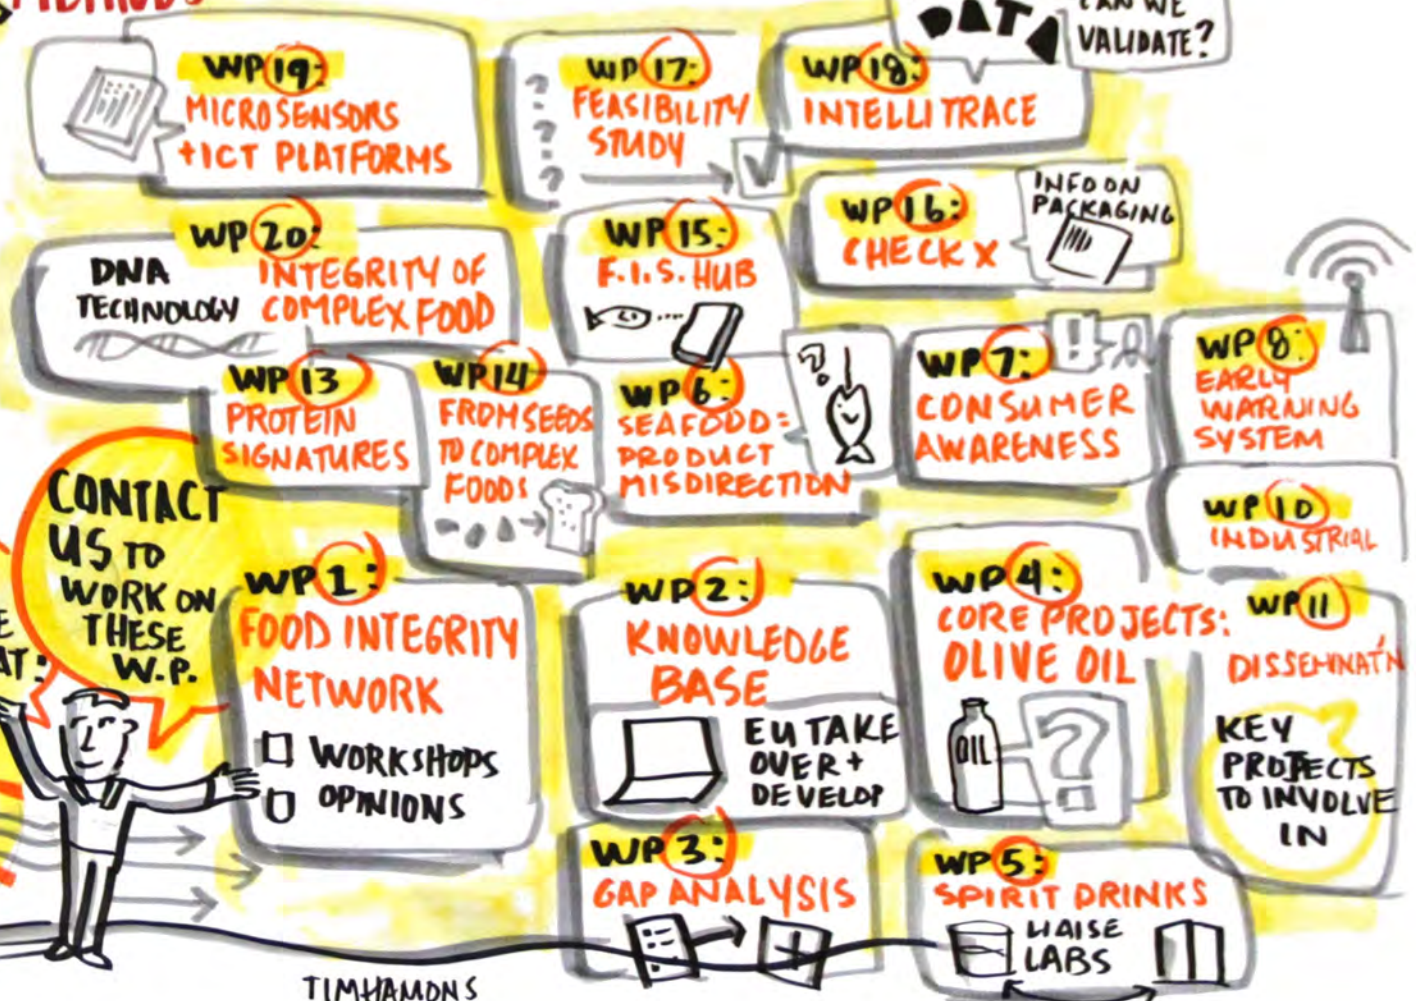 METHODS
DATA
CAN WE
VALIDATE?
WP 19:
MICROSENSORS
+ ICT PLATFORMS
WP 17:
FEASIBILITY
STUDY
? ? ?
WP 18:
INTELLITRACE
WP 16:
CHECK X
INFO ON
PACKAGING
WP 20:
DNA
TECHNOLOGY
INTEGRITY OF
COMPLEX FOOD
WP 15:
F.I.S. HUB
WP 13
PROTEIN
SIGNATURES
WP 14
FROM SEEDS
TO COMPLEX
FOODS
WP 6:
SEAFOOD:
PRODUCT
MISDIRECTION
?
WP 7:
CONSUMER
AWARENESS
!
WP 8:
EARLY
WARNING
SYSTEM
WP 10
INDUSTRIAL
CONTACT
US TO
WORK ON
THESE
W.P.
AT:
WP 1:
FOOD INTEGRITY
NETWORK
WORKSHOPS
OPINIONS
WP 2:
KNOWLEDGE
BASE
EU TAKE
OVER +
DEVELOP
WP 4:
CORE PROJECTS:
OLIVE OIL
OIL
?
WP 11
DISSEMINAT'N
KEY
PROJECTS
TO INVOLVE
IN
WP 3:
GAP ANALYSIS
WP 5:
SPIRIT DRINKS
LIAISE
LABS
TIMHAMONS